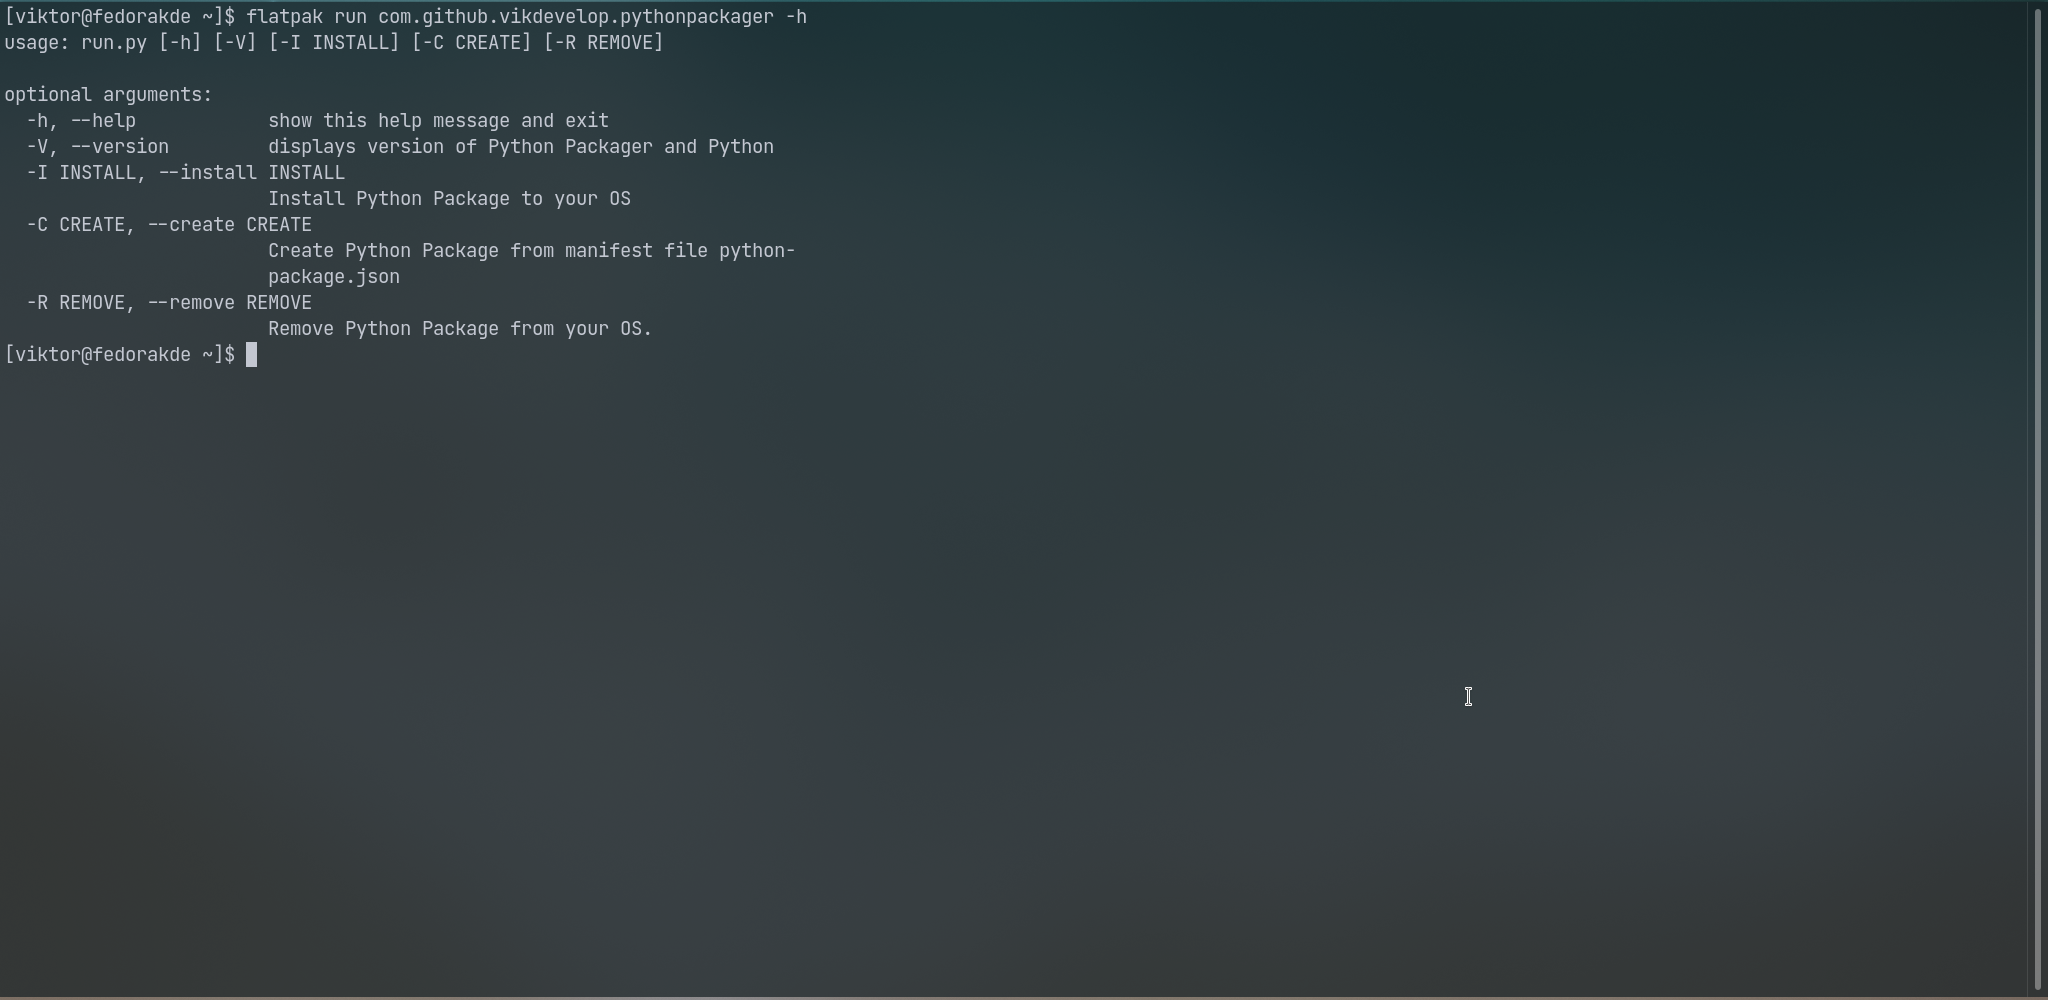 [viktor@fedorakde ~]$ flatpak run com.github.vikdevelop.pythonpackager -h
usage: run.py [-h] [-V] [-I INSTALL] [-C CREATE] [-R REMOVE]

optional arguments:
  -h, --help            show this help message and exit
  -V, --version         displays version of Python Packager and Python
  -I INSTALL, --install INSTALL
                        Install Python Package to your OS
  -C CREATE, --create CREATE
                        Create Python Package from manifest file python-
                        package.json
  -R REMOVE, --remove REMOVE
                        Remove Python Package from your OS.
[viktor@fedorakde ~]$